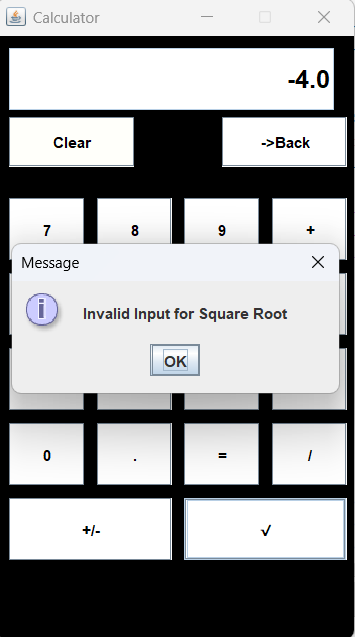 Calculator
-4.0
Clear
->Back
7
8
9
+
Message
Invalid Input for Square Root
OK
0
.
=
/
+/-
√